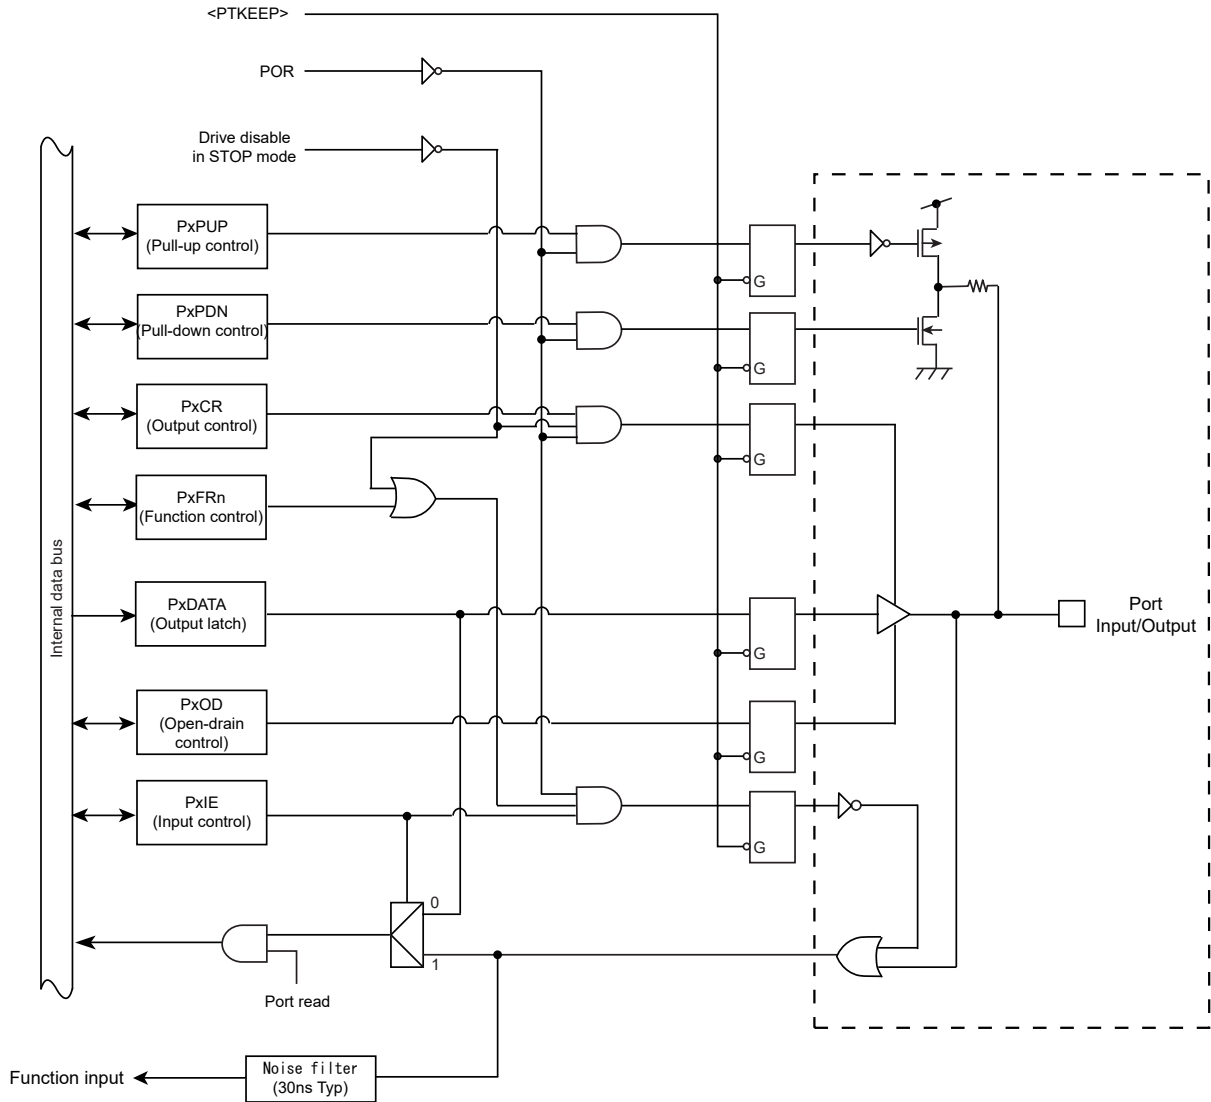 <PTKEEP>
POR
Drive disable
in STOP mode
PxPUP
(Pull-up control)
G
PxPDN
(Pull-down control)
G
PxCR
(Output control)
G
PxFRn
(Function control)
Internal data bus
PxDATA
(Output latch)
G
Port
Input/Output
PxOD
(Open-drain
control)
G
PxIE
(Input control)
G
0
1
Port read
Noise filter
(30ns Typ)
Function input